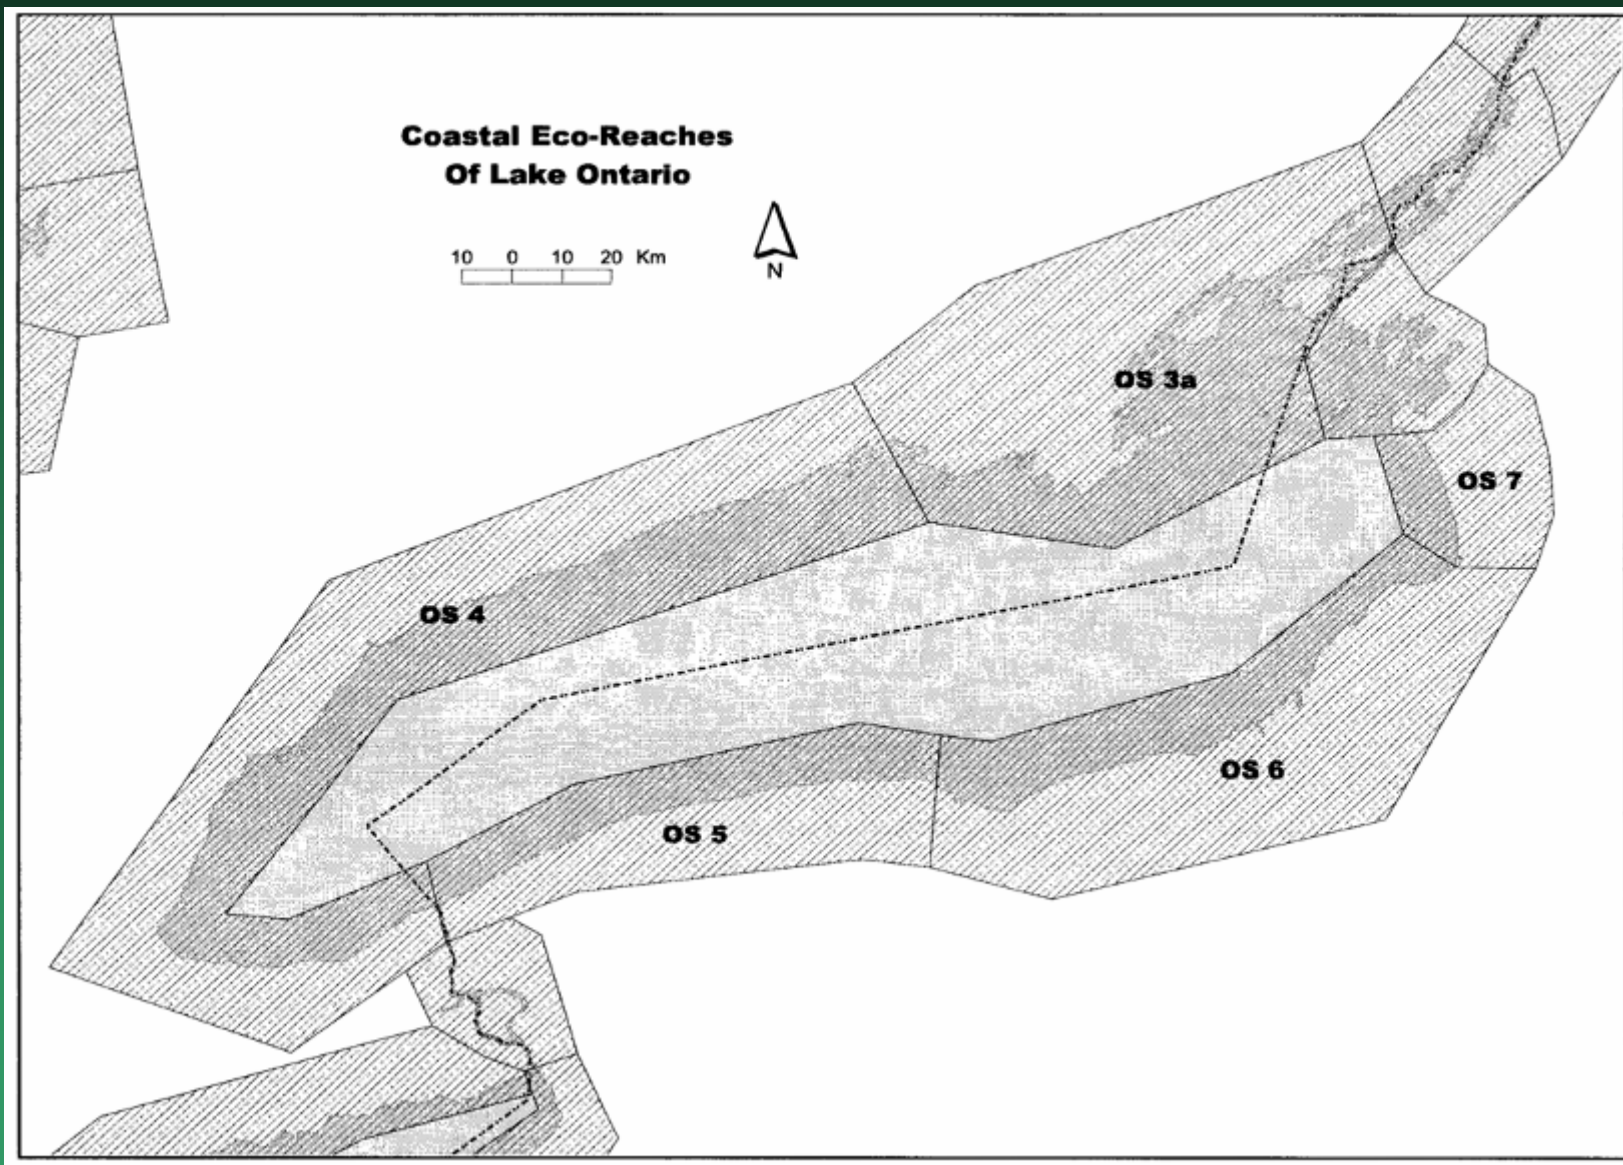 Coastal Eco-Reaches
Of Lake Ontario
10 0 10 20 Km
N
OS 3a
OS 7
OS 4
OS 6
OS 5